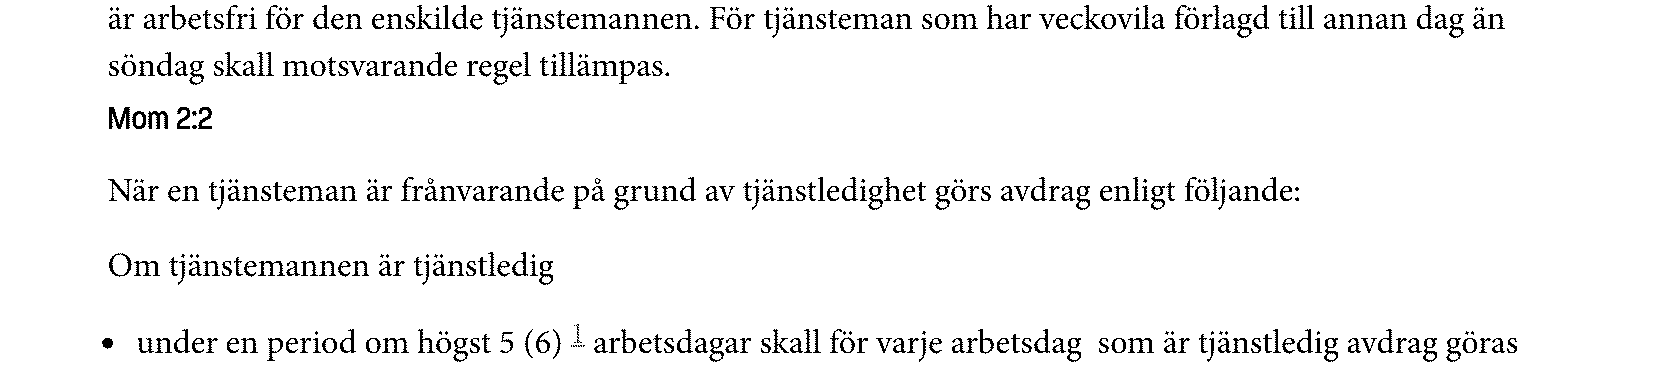 är arbetsfri för den enskilde tjänstemannen. För tjänsteman som har veckovila förlagd till annan dag än
söndag skall motsvarande regel tillämpas.
Mom 2:2
När en tjänsteman är frånvarande på grund av tjänstledighet görs avdrag enligt följande:
Om tjänstemannen är tjänstledig
• under en period om högst 5 (6) 1 arbetsdagar skall för varje arbetsdag som är tjänstledig avdrag göras